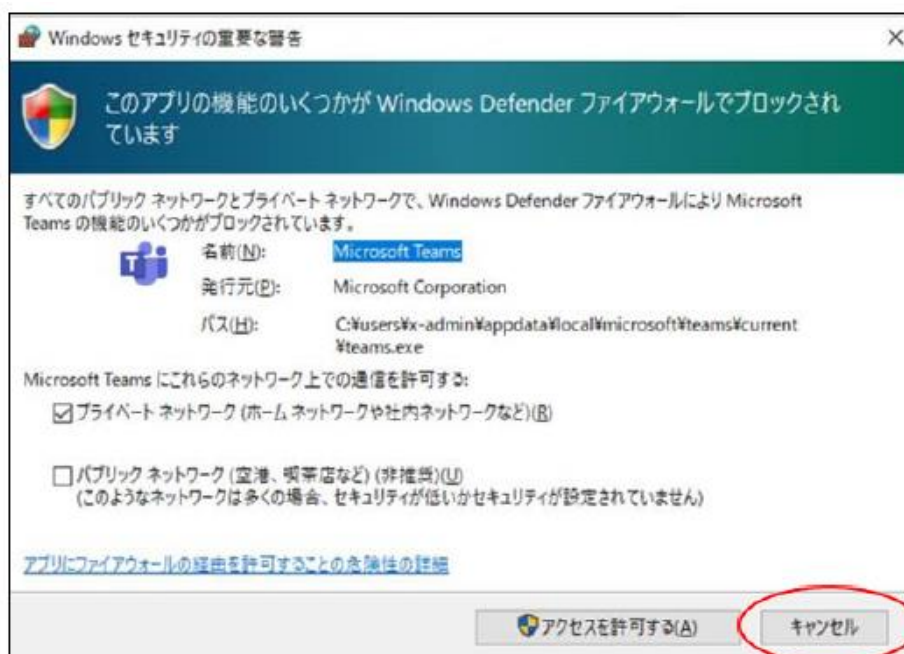 Windows セキュリティの重要な警告
このアプリの機能のいくつかが Windows Defender ファイアウォールでブロックされ
ています
すべてのパブリック ネットワークとプライベート ネットワークで、Windows Defender ファイアウォールにより Microsoft
Teams の機能のいくつかがブロックされています。
名前(N): Microsoft Teams
発行元(P): Microsoft Corporation
パス(H): C:¥users¥x-admin¥appdata¥local¥microsoft¥teams¥current
¥teams.exe
Microsoft Teams にこれらのネットワーク上での通信を許可する:
プライベート ネットワーク (ホーム ネットワークや社内ネットワークなど)(R)
パブリック ネットワーク (空港、喫茶店など) (非推奨)(U)
(このようなネットワークは多くの場合、セキュリティが低いかセキュリティが設定されていません)
アプリにファイアウォールの経由を許可することの危険性の詳細
アクセスを許可する(A) キャンセル